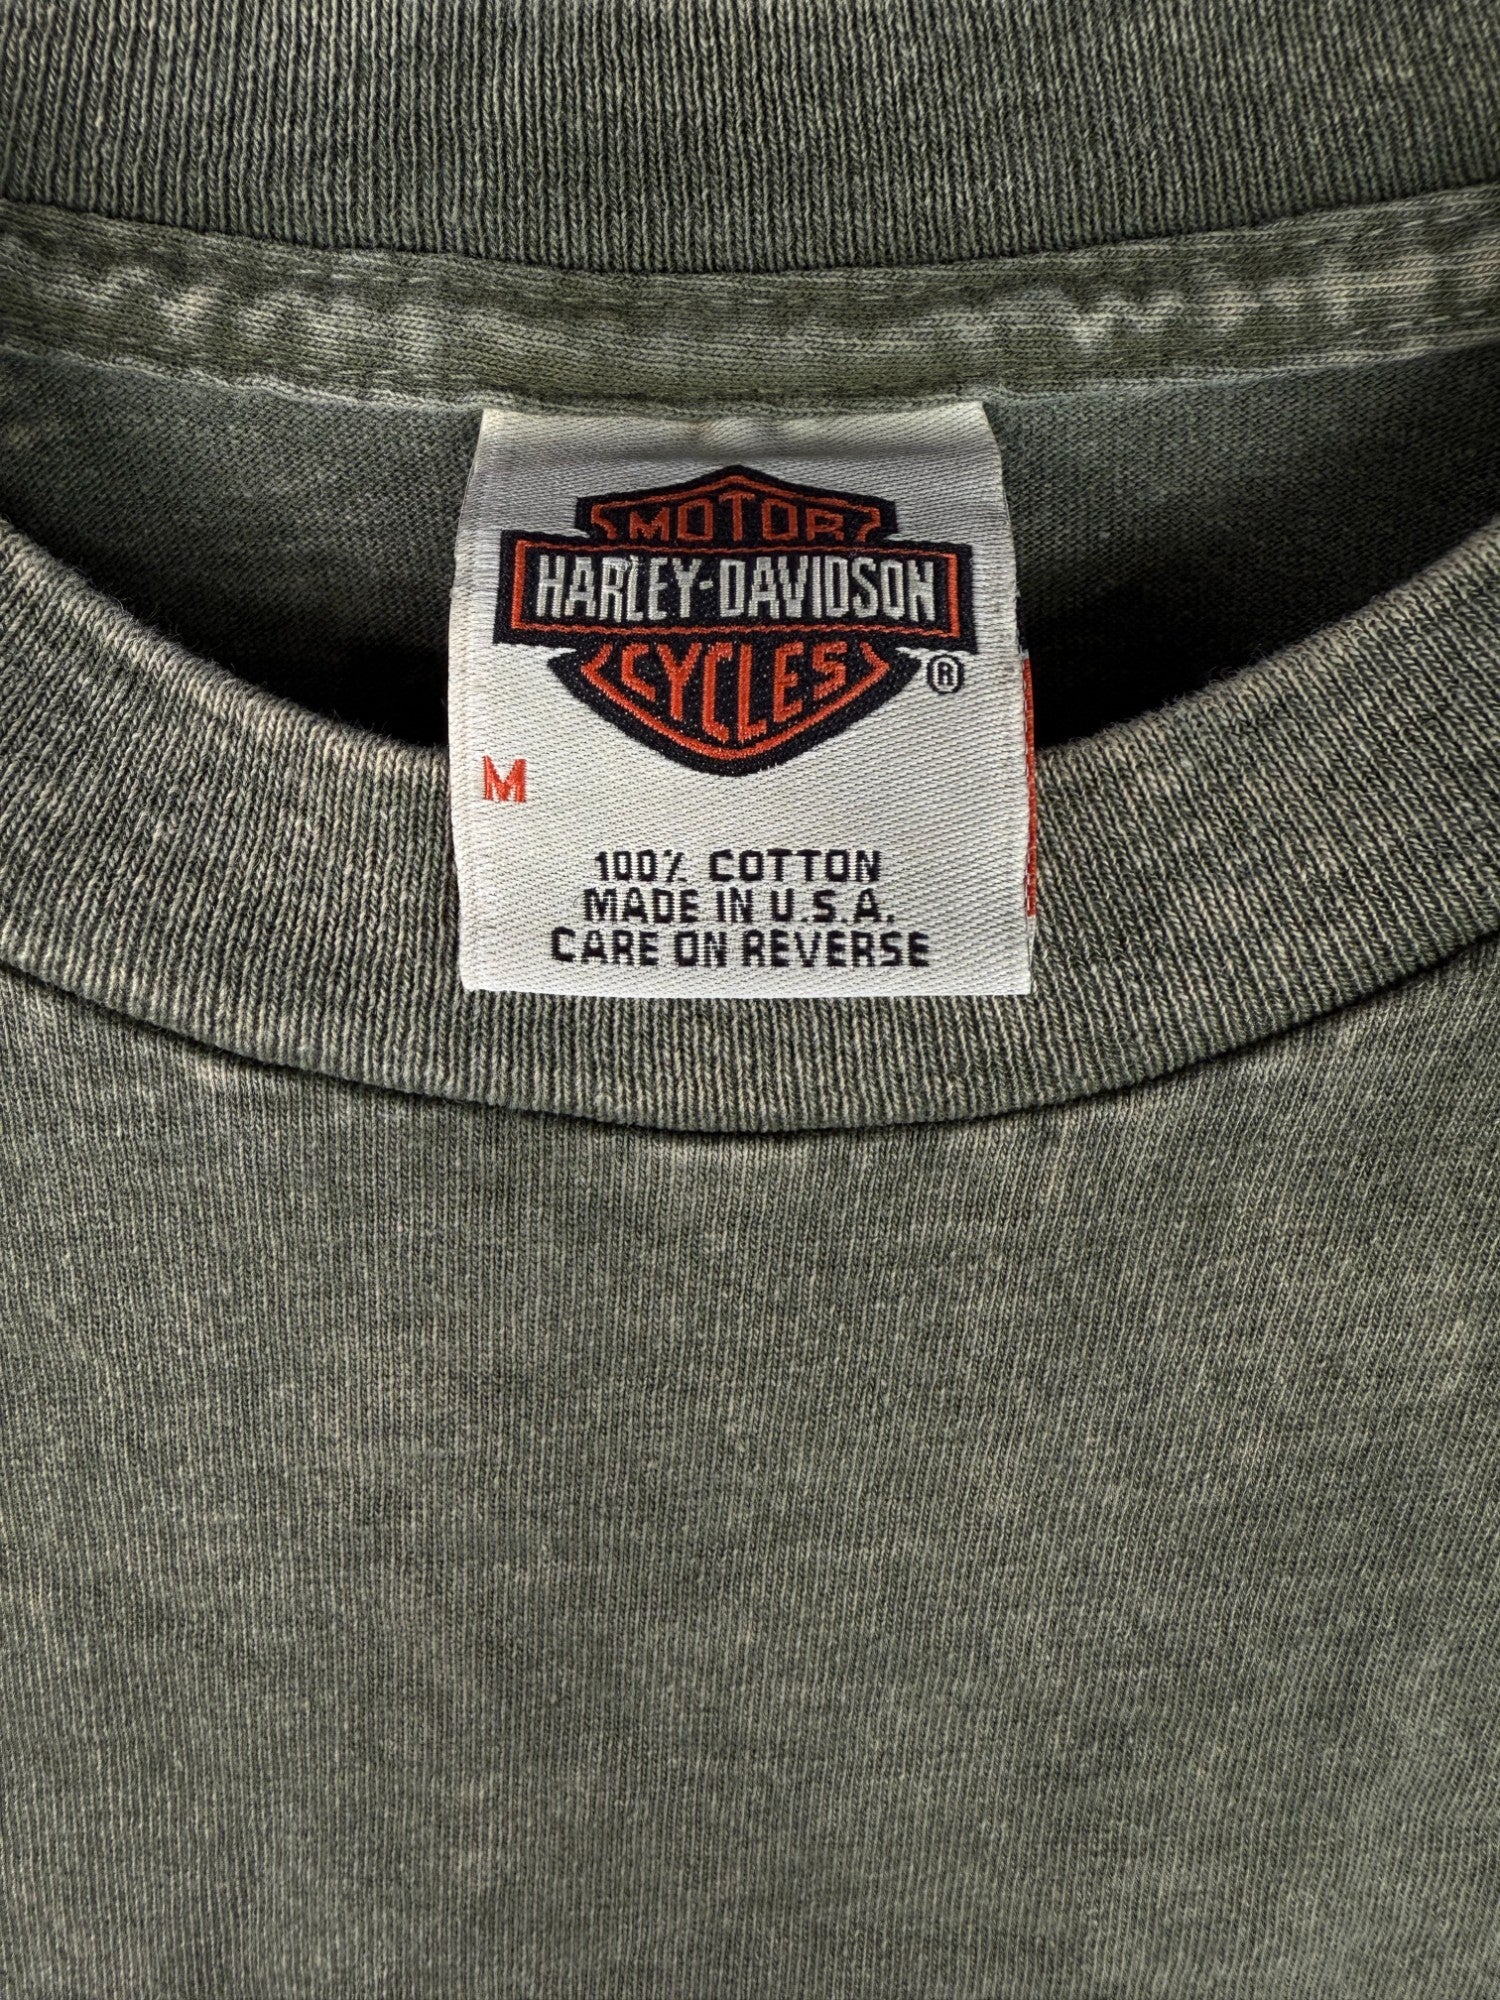 MOTOR
HARLEY-DAVIDSON
CYCLES
®
M
100% COTTON
MADE IN U.S.A.
CARE ON REVERSE